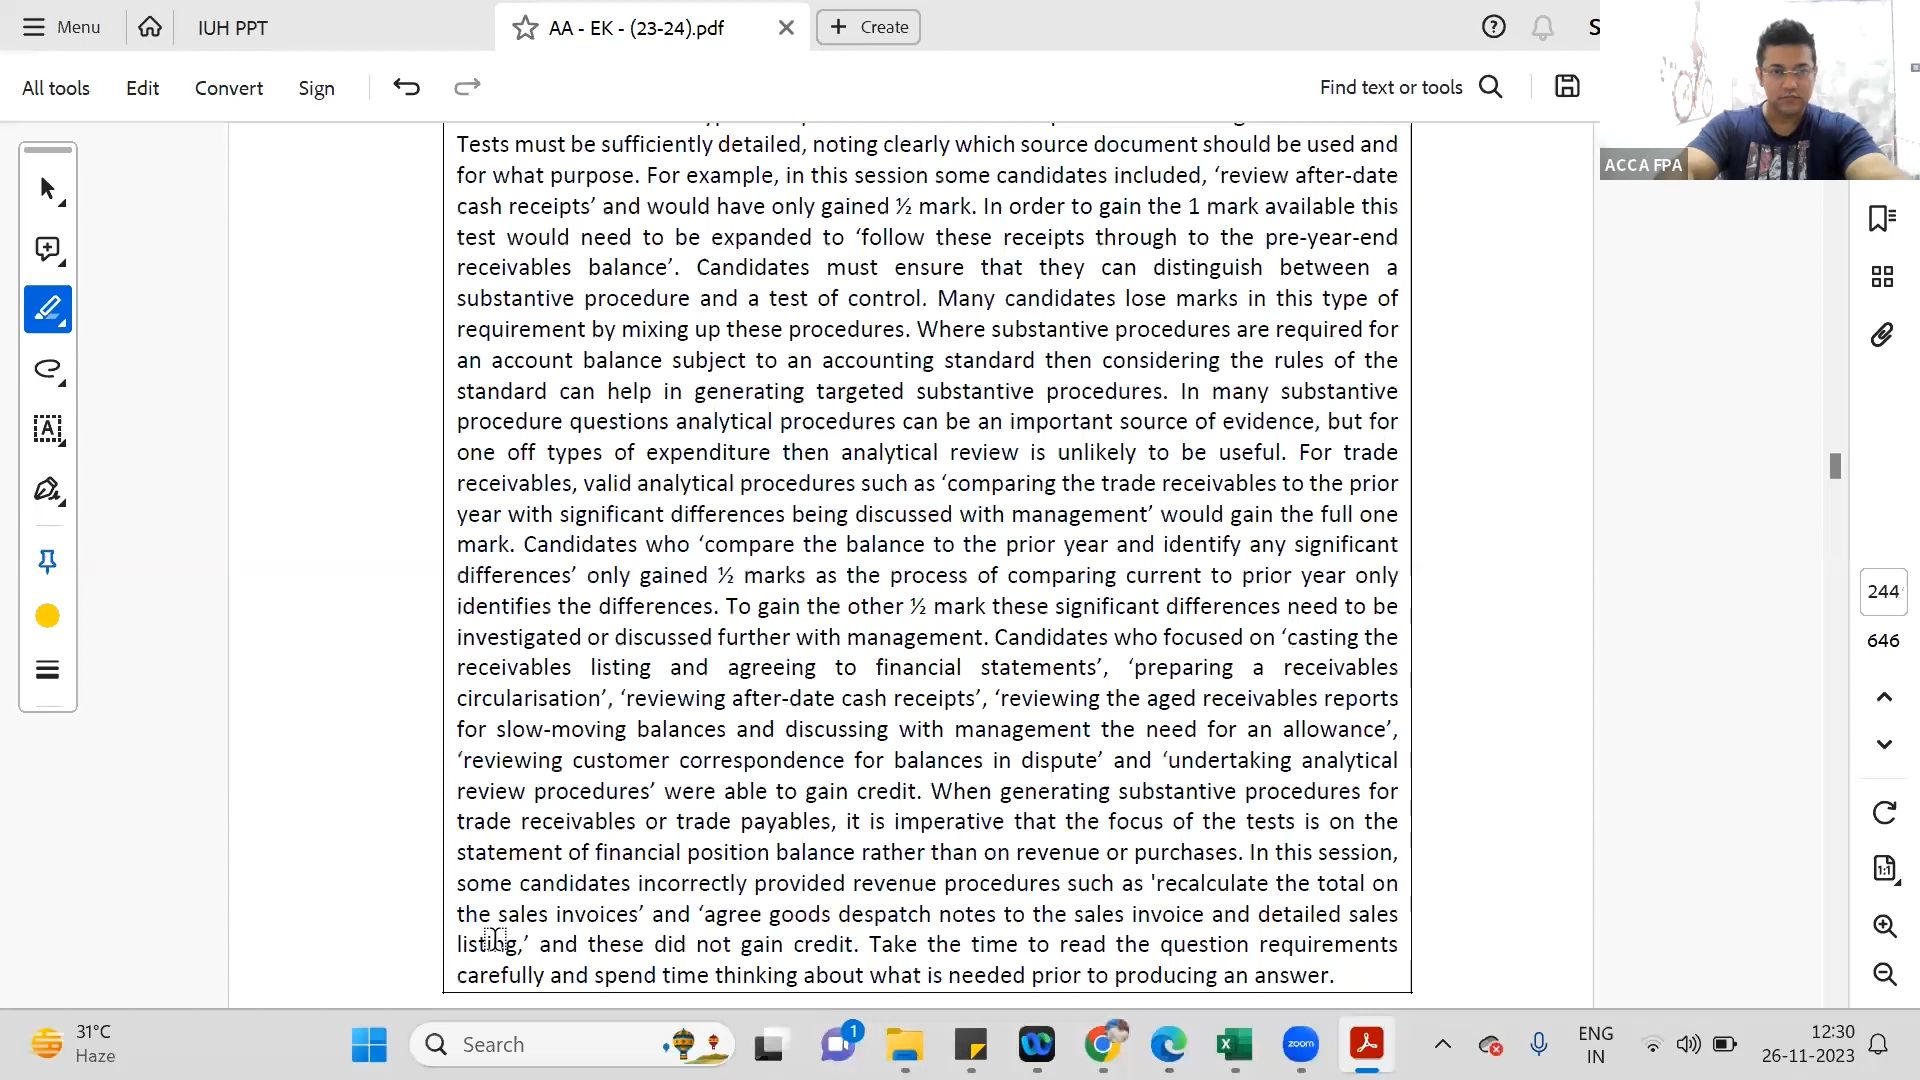 Menu
IUH PPT
AA - EK - (23-24).pdf
Create
S
All tools
Edit
Convert
Sign
Find text or tools
ACCA FPA
Tests must be sufficiently detailed, noting clearly which source document should be used and
for what purpose. For example, in this session some candidates included, ‘review after-date
cash receipts’ and would have only gained ½ mark. In order to gain the 1 mark available this
test would need to be expanded to ‘follow these receipts through to the pre-year-end
receivables balance’. Candidates must ensure that they can distinguish between a
substantive procedure and a test of control. Many candidates lose marks in this type of
requirement by mixing up these procedures. Where substantive procedures are required for
an account balance subject to an accounting standard then considering the rules of the
standard can help in generating targeted substantive procedures. In many substantive
procedure questions analytical procedures can be an important source of evidence, but for
one off types of expenditure then analytical review is unlikely to be useful. For trade
receivables, valid analytical procedures such as ‘comparing the trade receivables to the prior
year with significant differences being discussed with management’ would gain the full one
mark. Candidates who ‘compare the balance to the prior year and identify any significant
differences’ only gained ½ marks as the process of comparing current to prior year only
identifies the differences. To gain the other ½ mark these significant differences need to be
investigated or discussed further with management. Candidates who focused on ‘casting the
receivables listing and agreeing to financial statements’, ‘preparing a receivables
circularisation’, ‘reviewing after-date cash receipts’, ‘reviewing the aged receivables reports
for slow-moving balances and discussing with management the need for an allowance’,
‘reviewing customer correspondence for balances in dispute’ and ‘undertaking analytical
review procedures’ were able to gain credit. When generating substantive procedures for
trade receivables or trade payables, it is imperative that the focus of the tests is on the
statement of financial position balance rather than on revenue or purchases. In this session,
some candidates incorrectly provided revenue procedures such as 'recalculate the total on
the sales invoices’ and ‘agree goods despatch notes to the sales invoice and detailed sales
listing,’ and these did not gain credit. Take the time to read the question requirements
carefully and spend time thinking about what is needed prior to producing an answer.
244
646
1:1
31°C
Haze
Search
1
zoom
ENG
IN
12:30
26-11-2023